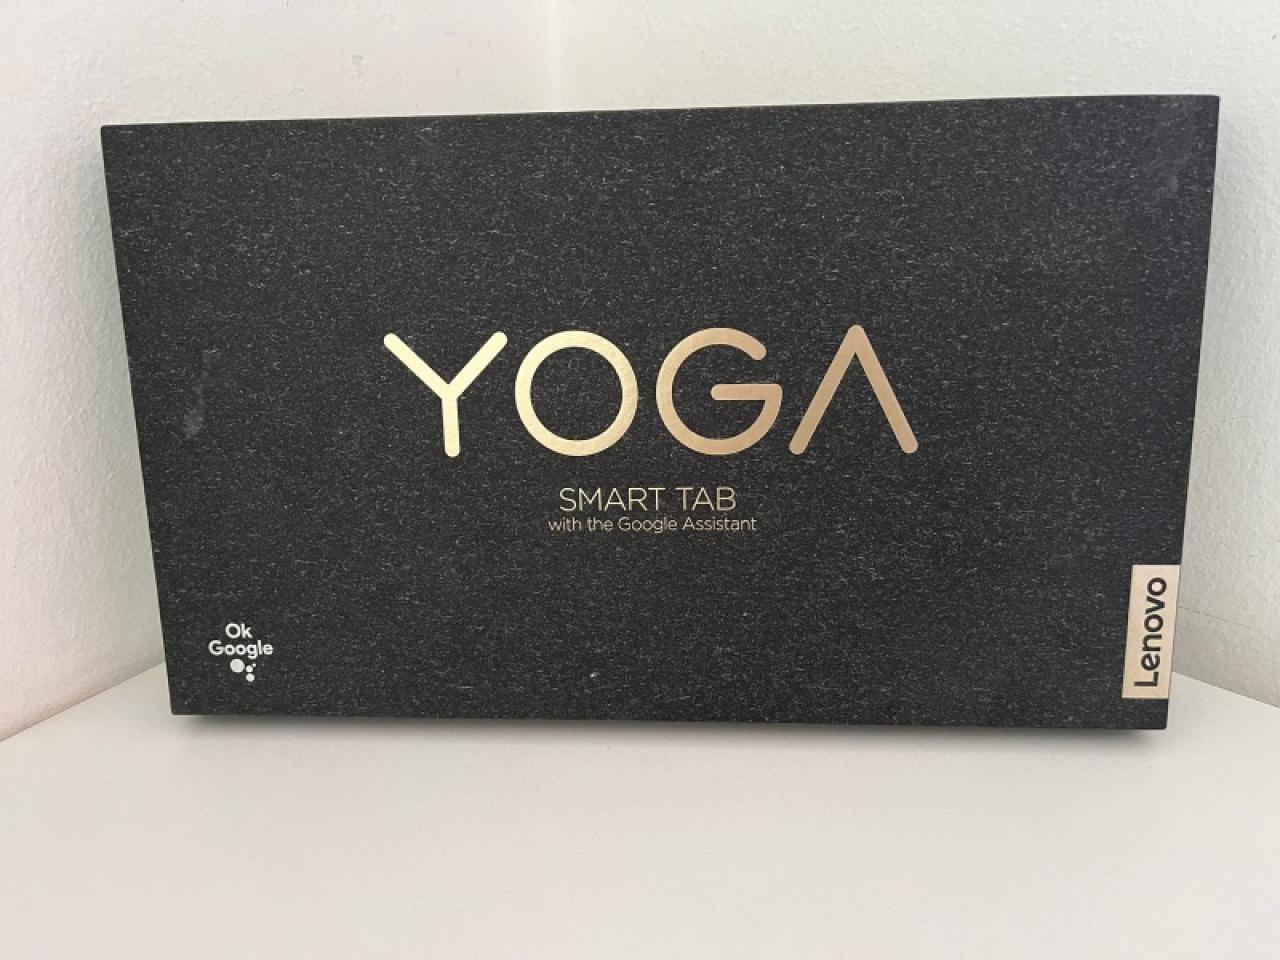 YOGA
SMART TAB
with the Google Assistant
Ok
Google
Lenovo